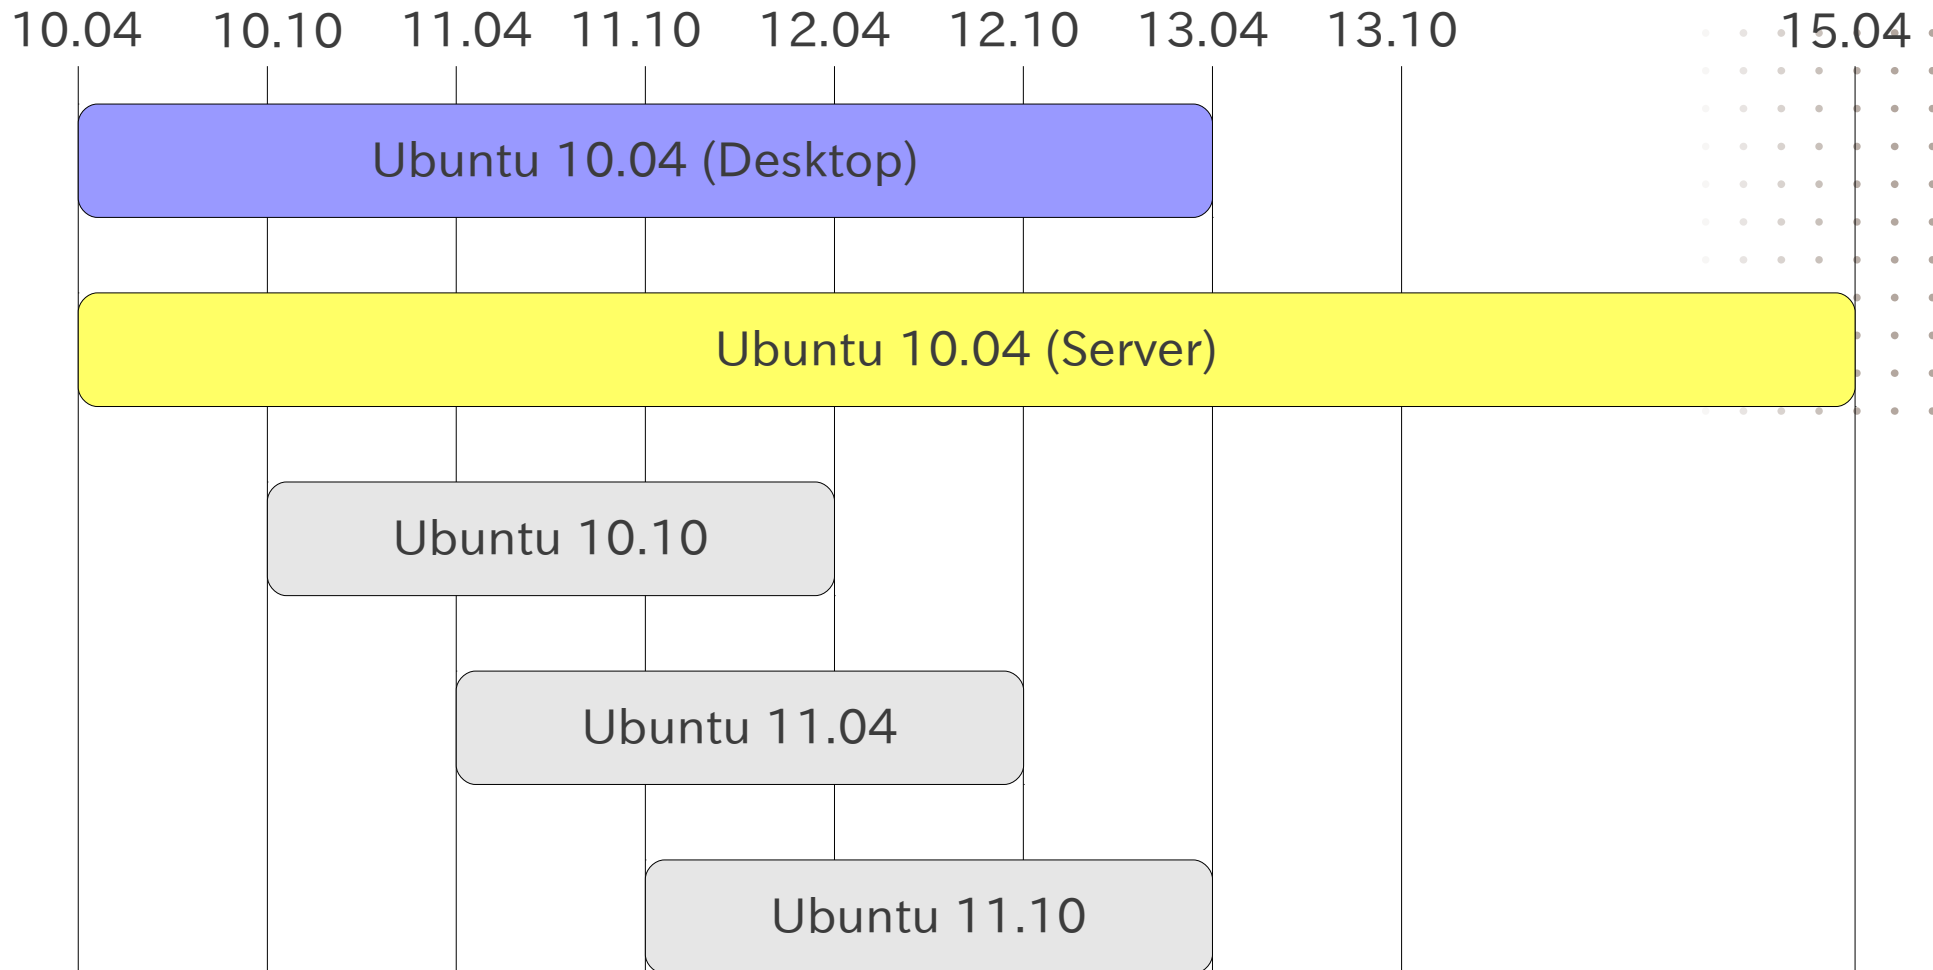 10.04 10.10 11.04 11.10 12.04 12.10 13.04 13.10 15.04
Ubuntu 10.04 (Desktop)
Ubuntu 10.04 (Server)
Ubuntu 10.10
Ubuntu 11.04
Ubuntu 11.10